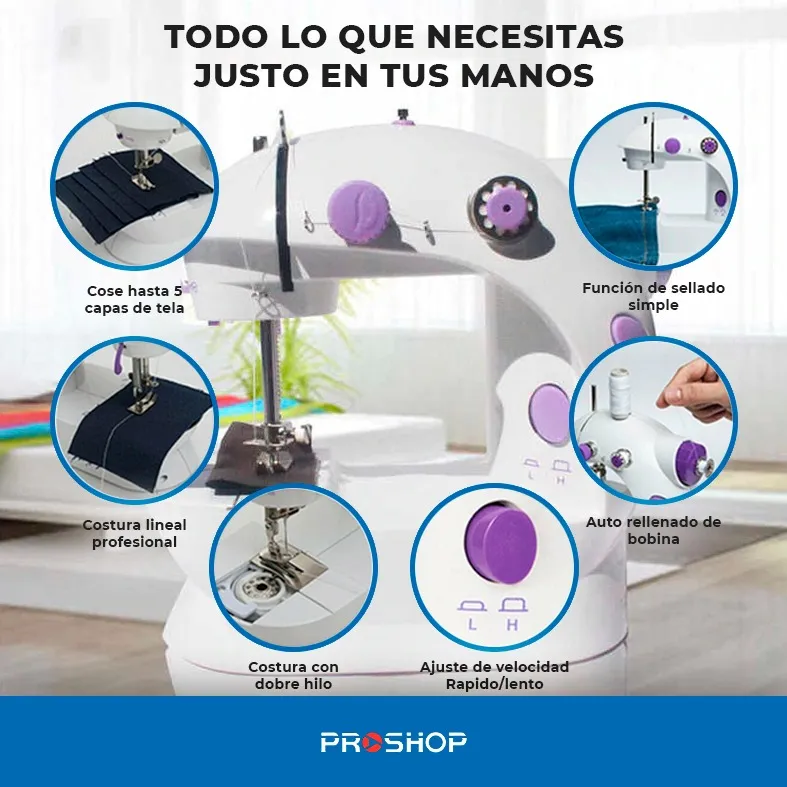 TODO LO QUE NECESITAS
JUSTO EN TUS MANOS
Cose hasta 5
capas de tela
Función de sellado
simple
Costura lineal
profesional
Auto rellenado de
bobina
L H
L H
Costura con
dobre hilo
Ajuste de velocidad
Rapido/lento
PROSHOP